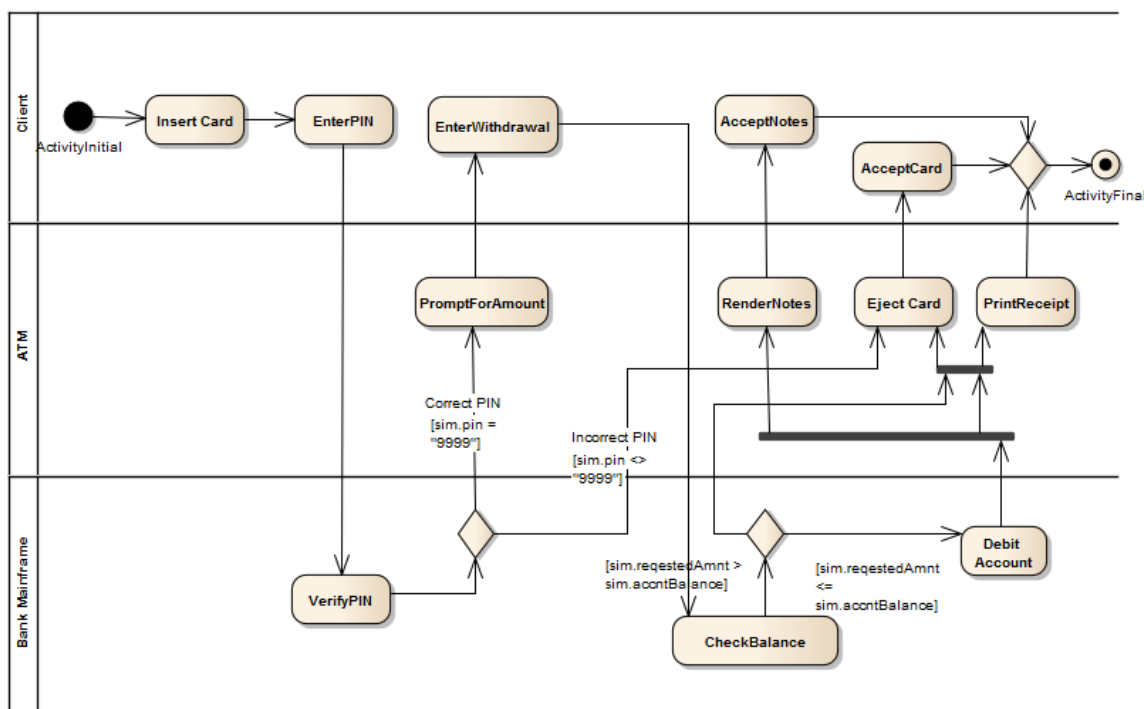 Client
ActivityInitial
Insert Card
EnterPIN
EnterWithdrawal
AcceptNotes
AcceptCard
ActivityFinal
ATM
PromptForAmount
RenderNotes
Eject Card
PrintReceipt
Correct PIN
[sim.pin =
"9999"]
Incorrect PIN
[sim.pin <>
"9999"]
Bank Mainframe
VerifyPIN
[sim.reqestedAmnt >
sim.accntBalance]
[sim.reqestedAmnt
<=
sim.accntBalance]
Debit
Account
CheckBalance